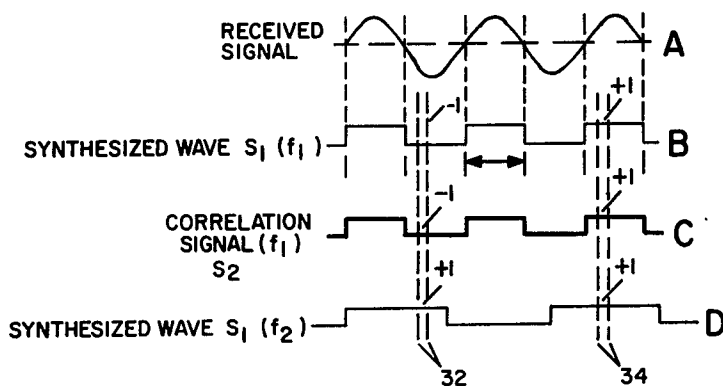 RECEIVED
SIGNAL
A
-1
+1
SYNTHESIZED WAVE S1 (f1)
B
-1
+1
CORRELATION
SIGNAL (f1)
S2
C
+1
+1
SYNTHESIZED WAVE S1 (f2)
D
32
34